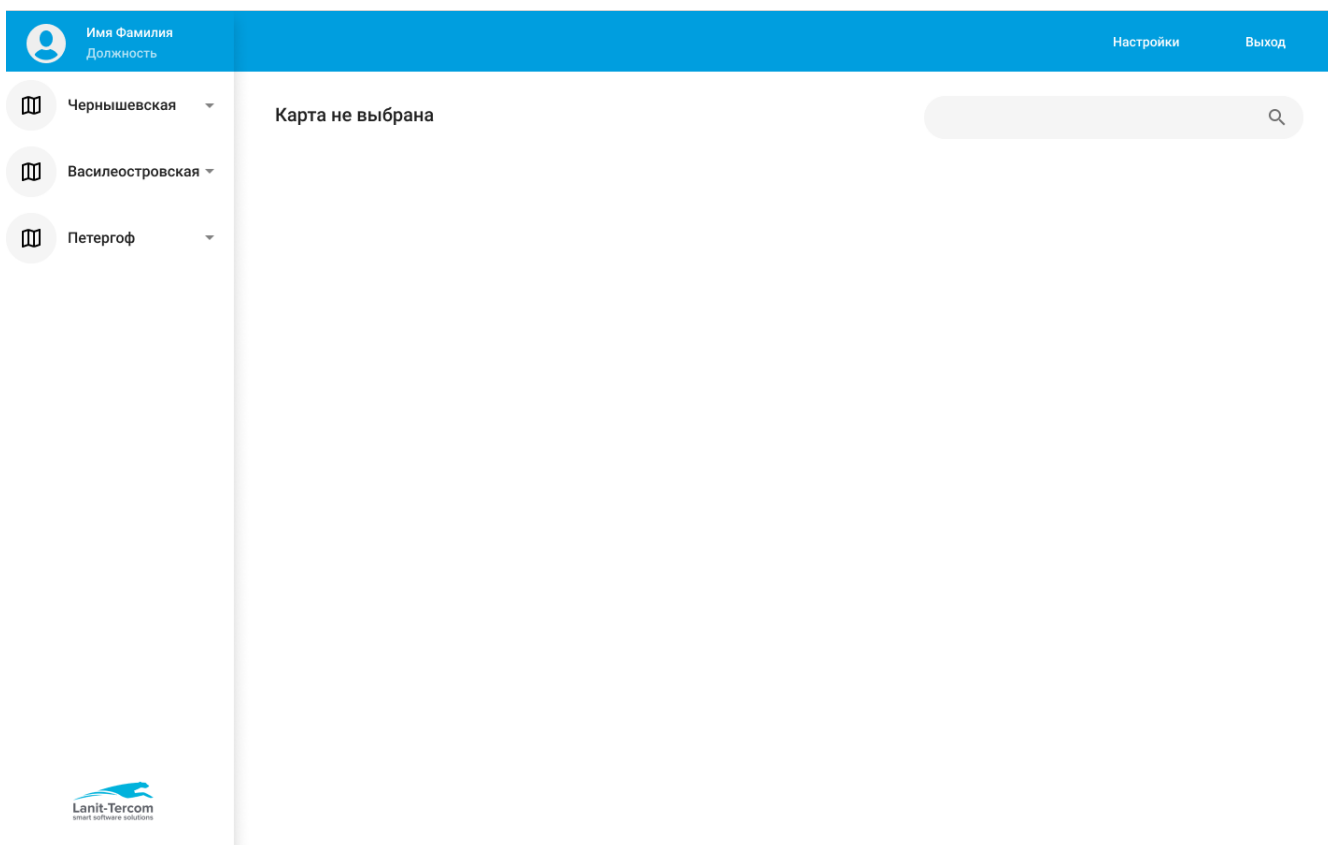 Имя Фамилия
Должность
Настройки
Выход
Чернышевская
Карта не выбрана
Василеостровская
Петергоф
Lanit-Tercom
smart software solutions